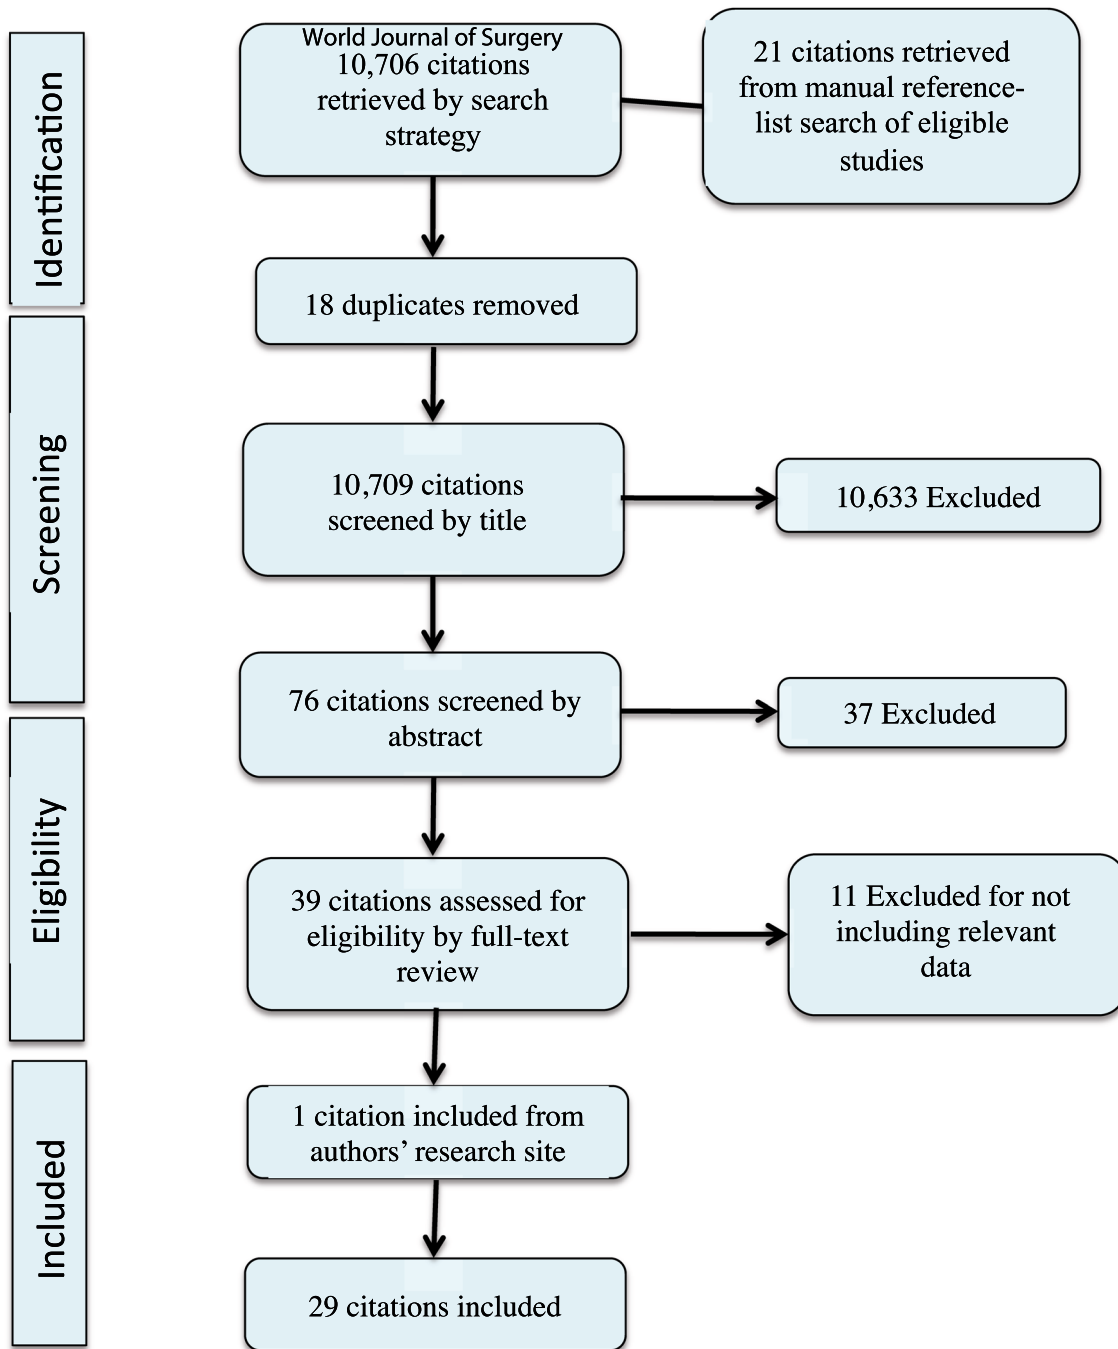 Identification
World Journal of Surgery
10,706 citations
retrieved by search
strategy
21 citations retrieved
from manual reference-
list search of eligible
studies
18 duplicates removed
Screening
10,709 citations
screened by title
10,633 Excluded
76 citations screened by
abstract
37 Excluded
Eligibility
39 citations assessed for
eligibility by full-text
review
11 Excluded for not
including relevant
data
Included
1 citation included from
authors’ research site
29 citations included